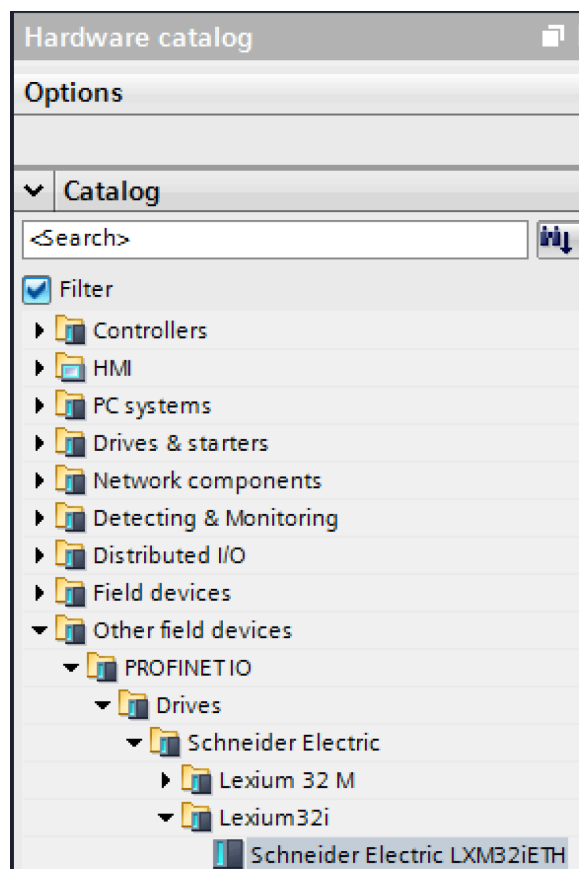 Hardware catalog
Options
Catalog
<Search>
Filter
Controllers
HMI
PC systems
Drives & starters
Network components
Detecting & Monitoring
Distributed I/O
Field devices
Other field devices
PROFINET IO
Drives
Schneider Electric
Lexium 32 M
Lexium32i
Schneider Electric LXM32iETH